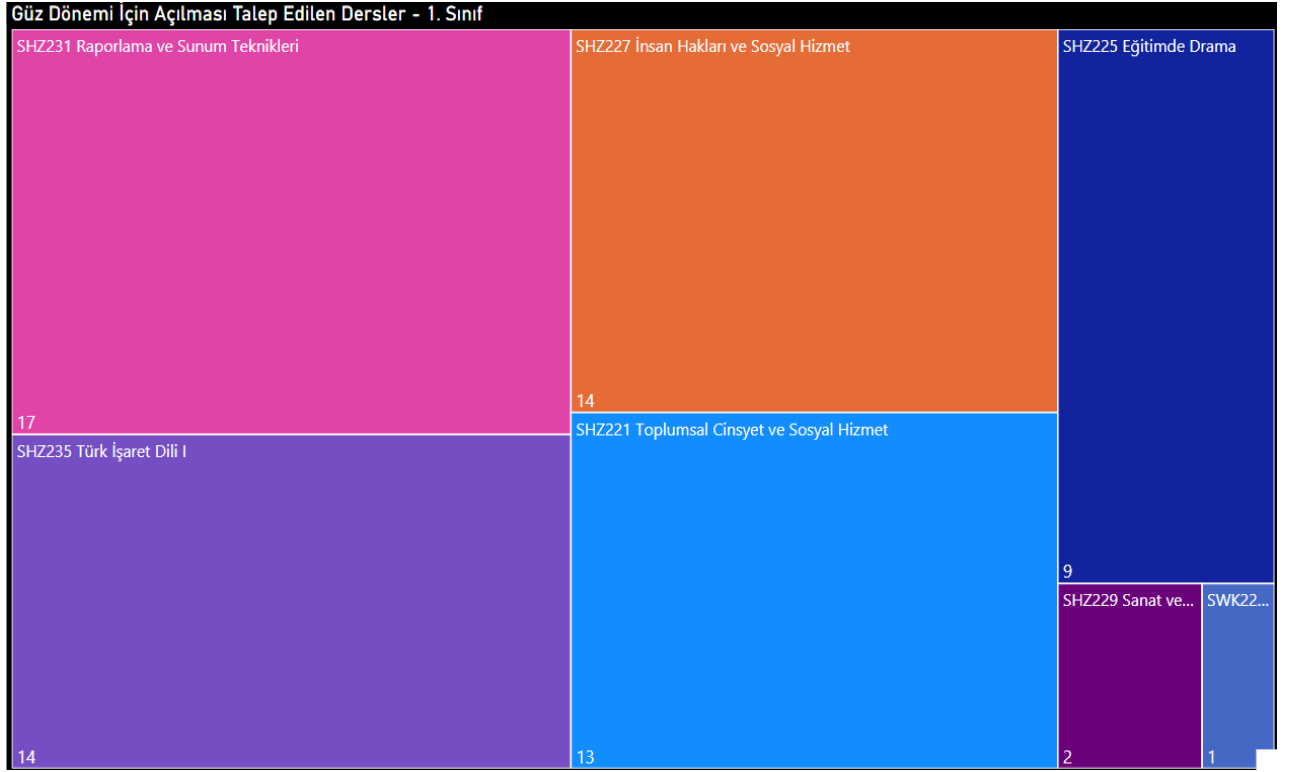 Güz Dönemi İçin Açılması Talep Edilen Dersler - 1. Sınıf
SHZ231 Raporlama ve Sunum Teknikleri
17
SHZ235 Türk İşaret Dili I
14
SHZ227 İnsan Hakları ve Sosyal Hizmet
14
SHZ221 Toplumsal Cinsyet ve Sosyal Hizmet
13
SHZ225 Eğitimde Drama
9
SHZ229 Sanat ve...
2
SWK22...
1